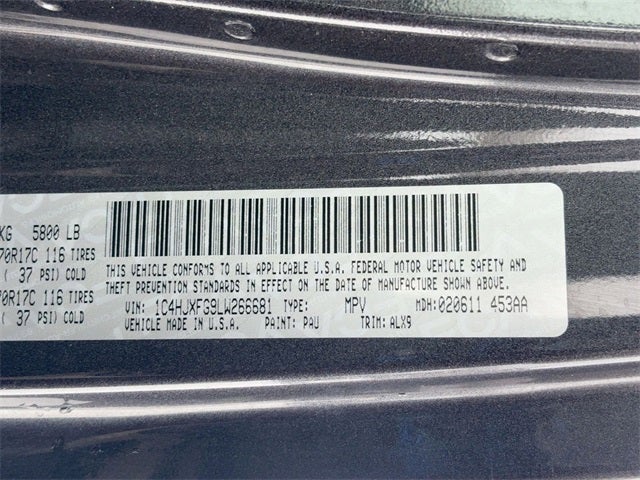 KG 5800 LB
70R17C 116 TIRES
( 37 PSI) COLD
70R17C 116 TIRES
( 37 PSI) COLD
THIS VEHICLE CONFORMS TO ALL APPLICABLE U.S.A. FEDERAL MOTOR VEHICLE SAFETY AND
THEFT PREVENTION STANDARDS IN EFFECT ON THE DATE OF MANUFACTURE SHOWN ABOVE.
VIN: 1C4HJXFG9LW266681 TYPE: MPV MDH:020611 453AA
VEHICLE MADE IN U.S.A. PAINT: PAU TRIM: ALX9